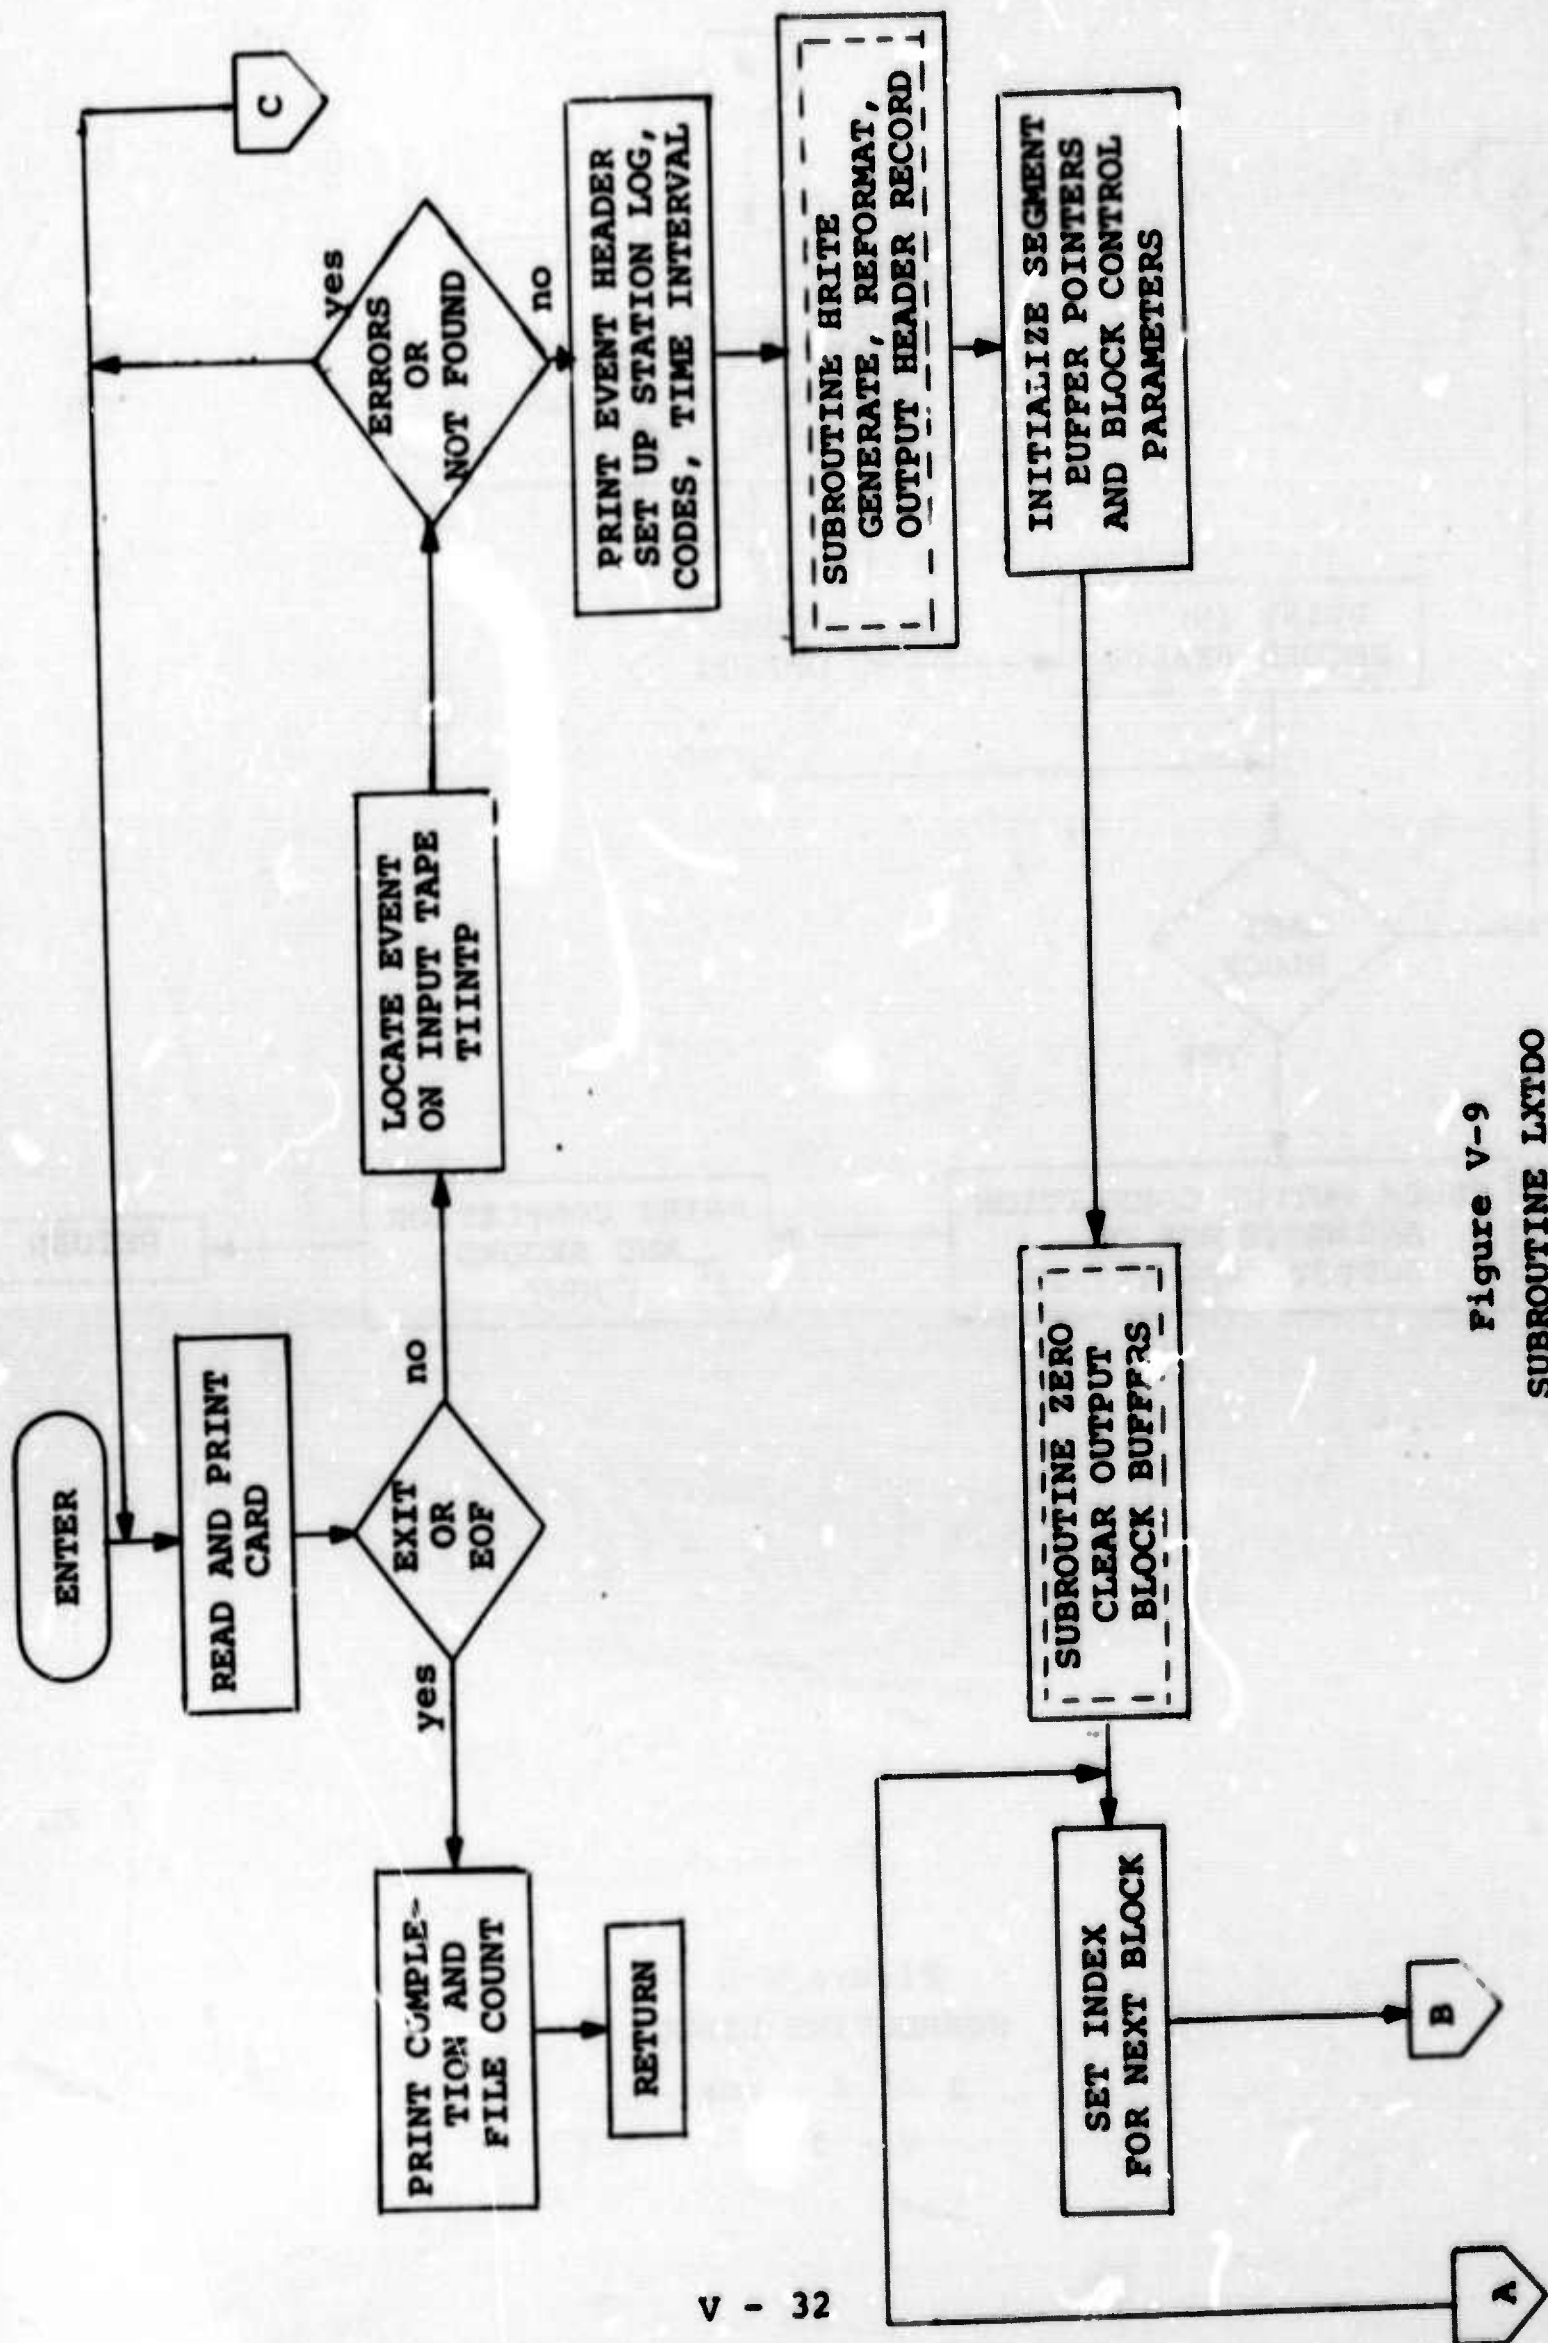 ENTER
READ AND PRINT
CARD
EXIT
OR
EOF
yes
no
PRINT COMPLE-
TION AND
FILE COUNT
RETURN
LOCATE EVENT
ON INPUT TAPE
TIINTP
ERRORS
OR
NOT FOUND
yes
no
C
PRINT EVENT HEADER
SET UP STATION LOG,
CODES, TIME INTERVAL
SUBROUTINE HRITE
GENERATE, REFORMAT,
OUTPUT HEADER RECORD
INITIALIZE SEGMENT
BUFFER POINTERS
AND BLOCK CONTROL
PARAMETERS
SUBROUTINE ZERO
CLEAR OUTPUT
BLOCK BUFFERS
SET INDEX
FOR NEXT BLOCK
B
A
Figure V-9
SUBROUTINE LXTDO
V - 32